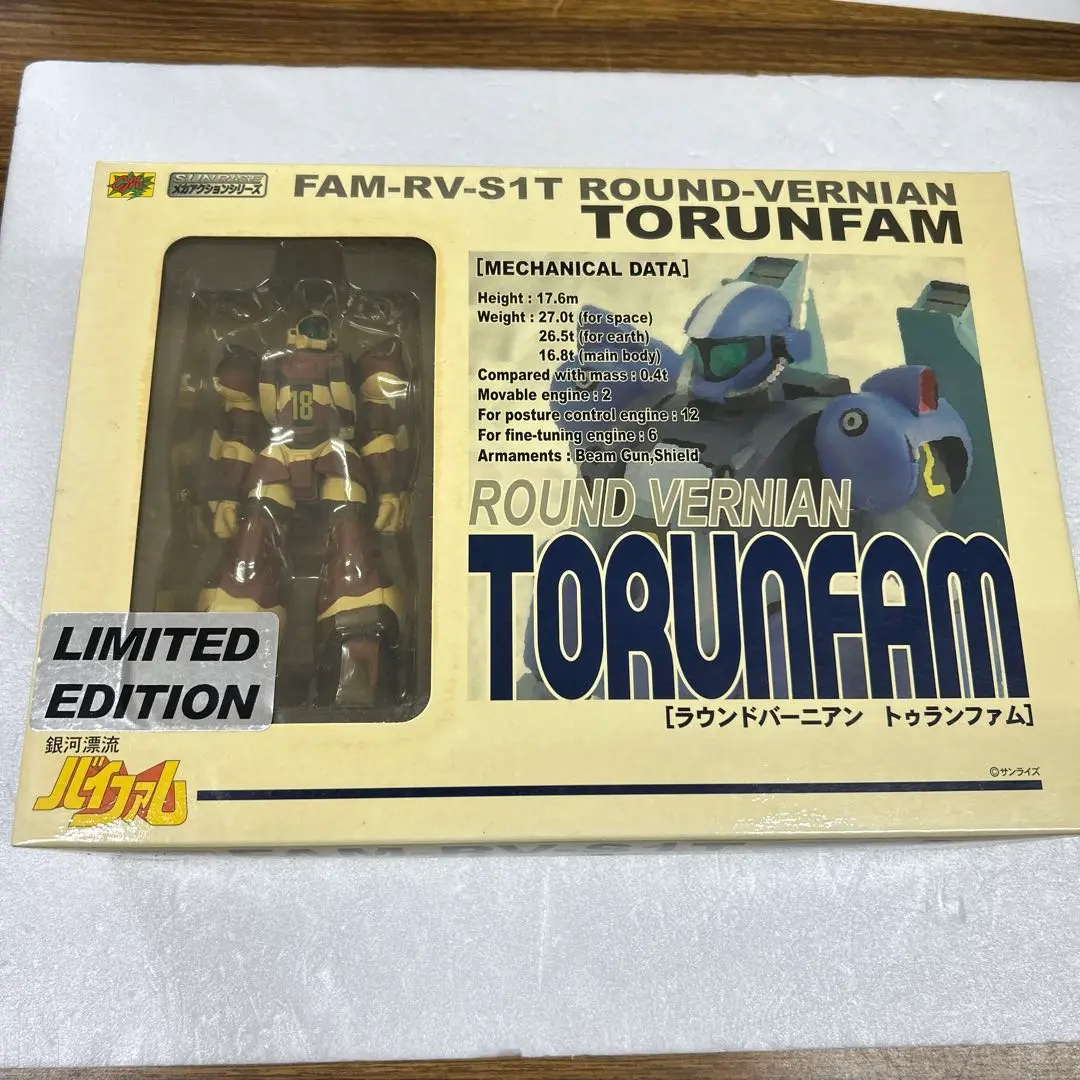 CM's
SUNRISE
メカアクションシリーズ
FAM-RV-S1T ROUND-VERNIAN
TORUNFAM
[MECHANICAL DATA]
Height : 17.6m
Weight : 27.0t (for space)
26.5t (for earth)
16.8t (main body)
Compared with mass : 0.4t
Movable engine : 2
For posture control engine : 12
For fine-tuning engine : 6
Armaments : Beam Gun,Shield
18
ROUND VERNIAN
TORUNFAM
[ラウンドバーニアン トゥランファム]
LIMITED
EDITION
銀河漂流
バイファム
©サンライズ
FAM-RV-S1T